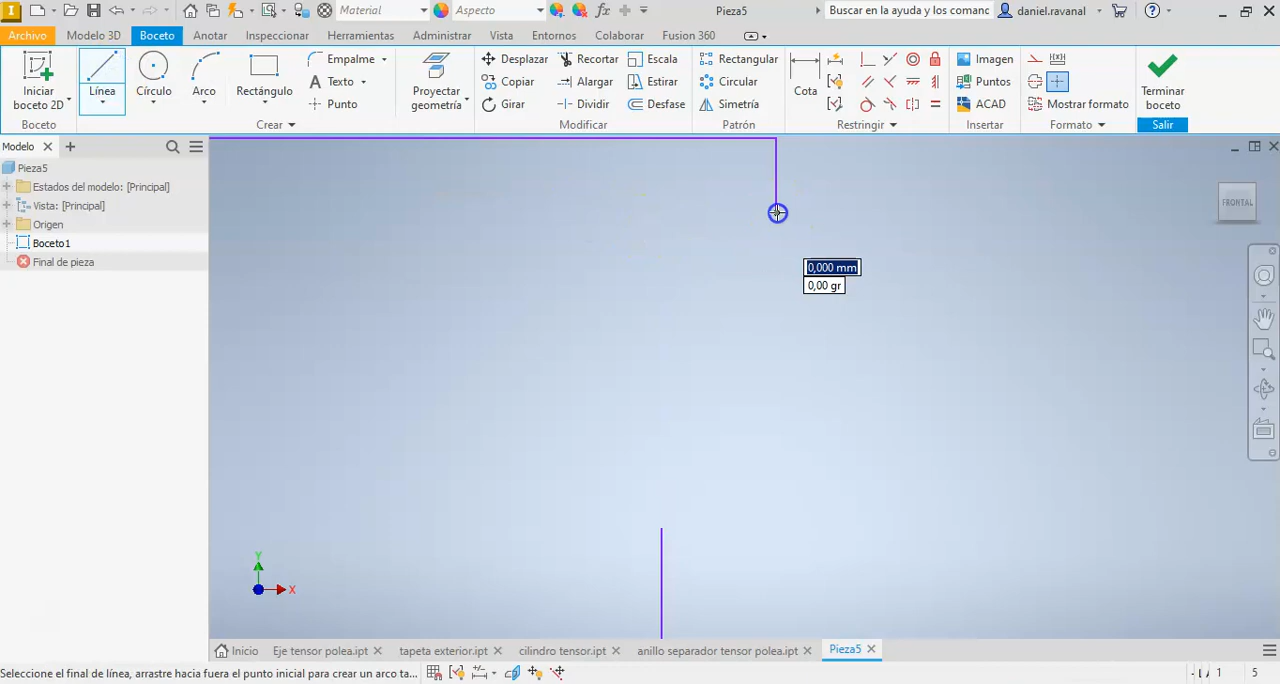 Material
Aspecto
fx
Pieza5
Buscar en la ayuda y los comanc
daniel.ravanal
Archivo Modelo 3D Boceto Anotar Inspeccionar Herramientas Administrar Vista Entornos Colaborar Fusion 360
Iniciar
boceto 2D
Línea
Círculo
Arco
Rectángulo
Empalme
Texto
Punto
Proyectar
geometría
Desplazar
Copiar
Girar
Recortar
Alargar
Dividir
Escala
Estirar
Desfase
Rectangular
Circular
Simetría
Cota
Imagen
Puntos
ACAD
Mostrar formato
Terminar
boceto
Boceto Crear Modificar Patrón Restringir Insertar Formato Salir
Modelo
Pieza5
Estados del modelo: [Principal]
Vista: [Principal]
Origen
Boceto1
Final de pieza
FRONTAL
0,000 mm
0,00 gr
Y
X
Inicio Eje tensor polea.ipt tapeta exterior.ipt cilindro tensor.ipt anillo separador tensor polea.ipt Pieza5
Seleccione el final de línea, arrastre hacia fuera el punto inicial para crear un arco ta... 1 5